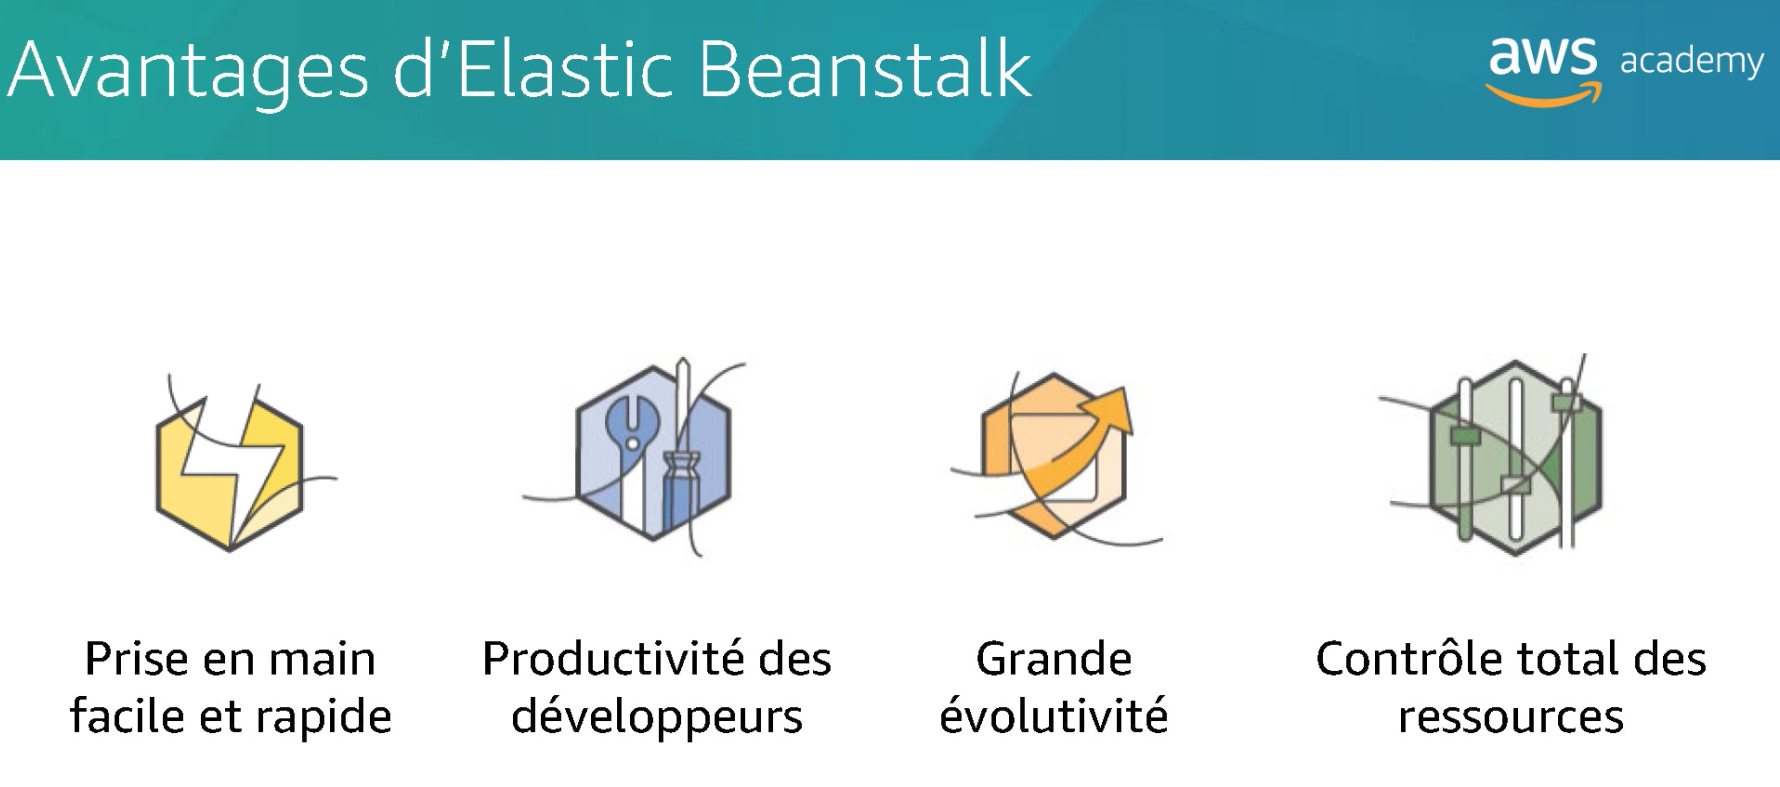 Avantages d’Elastic Beanstalk
aws academy
Prise en main
facile et rapide
Productivité des
développeurs
Grande
évolutivité
Contrôle total des
ressources